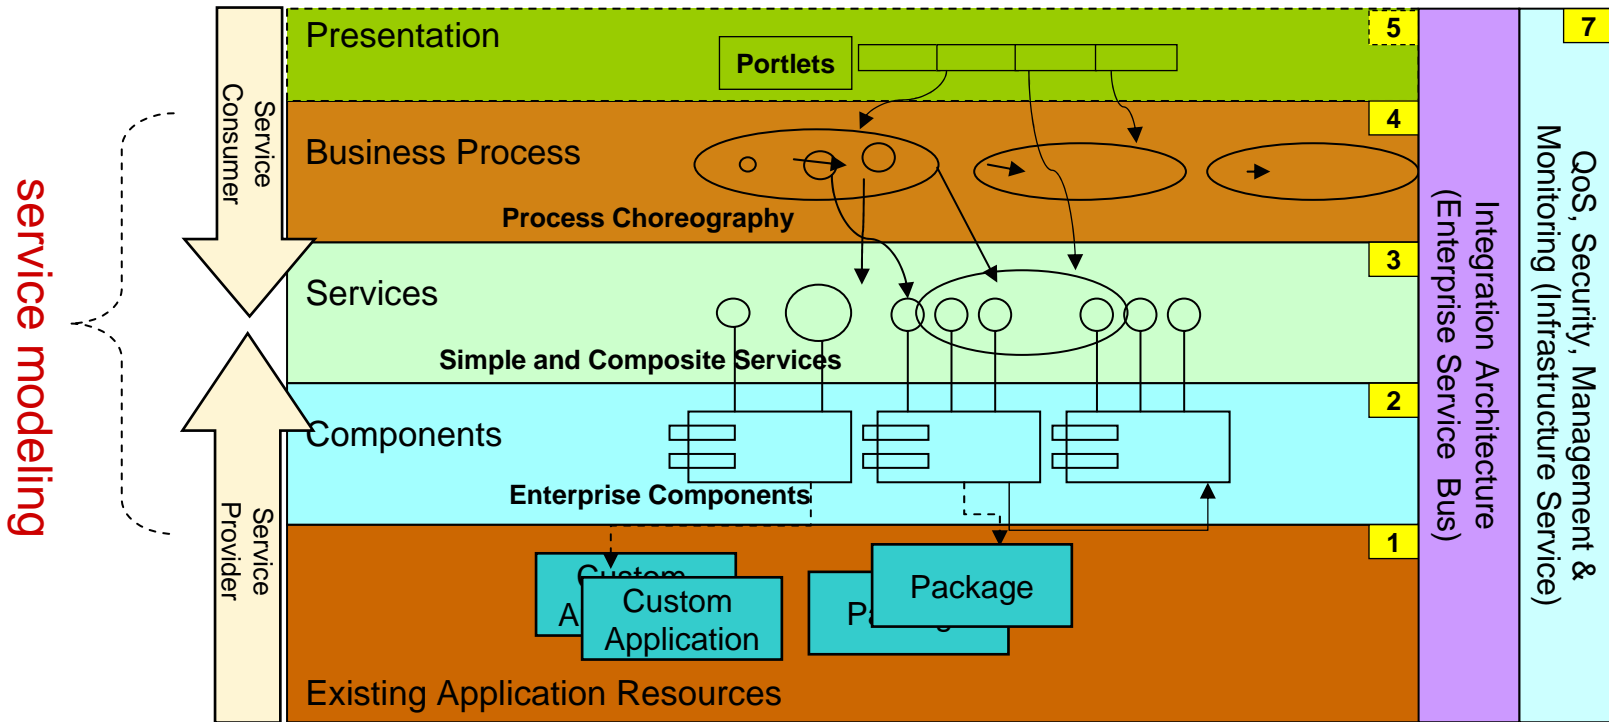 service modeling
Service
Consumer
Service
Provider
Presentation
5
Portlets
Business Process
4
Process Choreography
Services
3
Simple and Composite Services
Components
2
Enterprise Components
1
Custom
Application
Package
Existing Application Resources
Integration Architecture
(Enterprise Service Bus)
7
QoS, Security, Management &
Monitoring (Infrastructure Service)